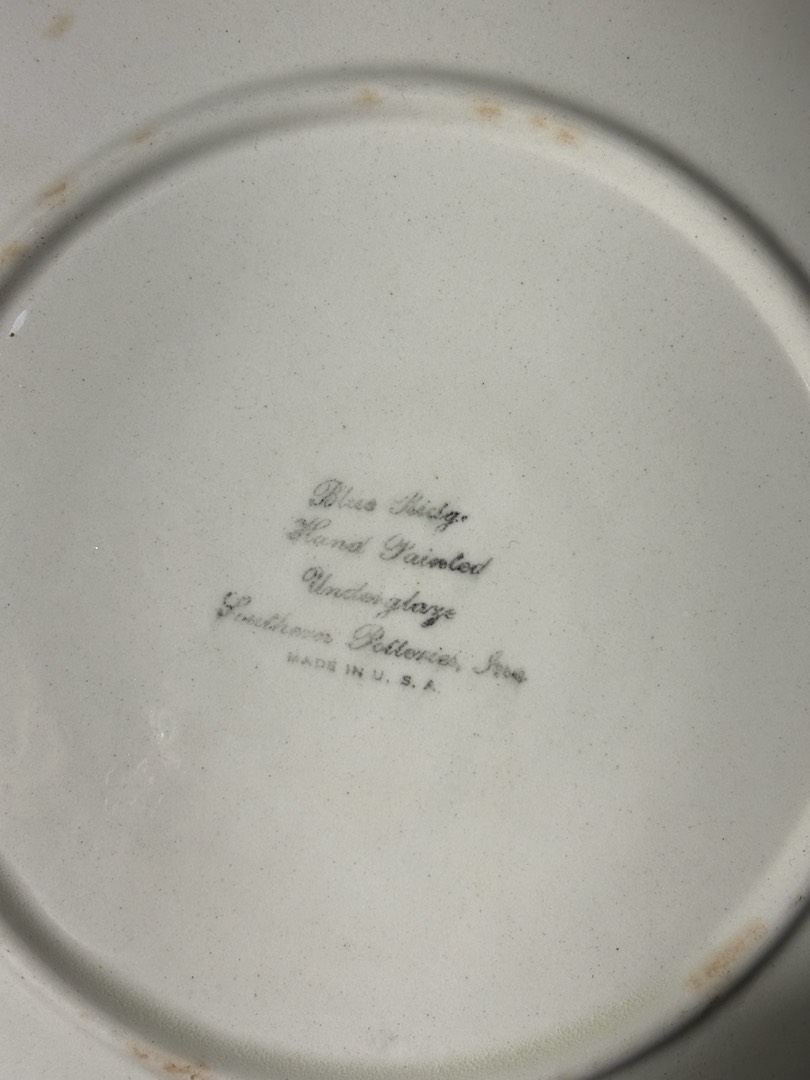 Blue Ridge
Hand Painted
Underglaze
Southern Potteries, Inc.
MADE IN U. S. A.